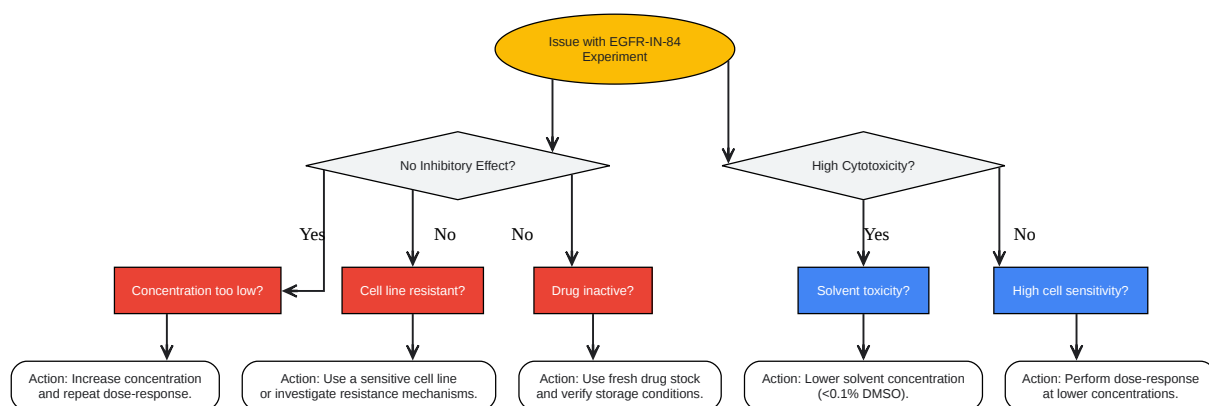 Issue with EGFR-IN-84
Experiment
No Inhibitory Effect?
High Cytotoxicity?
Yes
No
No
Yes
No
Concentration too low?
Cell line resistant?
Drug inactive?
Solvent toxicity?
High cell sensitivity?
Action: Increase concentration
and repeat dose-response.
Action: Use a sensitive cell line
or investigate resistance mechanisms.
Action: Use fresh drug stock
and verify storage conditions.
Action: Lower solvent concentration
(<0.1% DMSO).
Action: Perform dose-response
at lower concentrations.